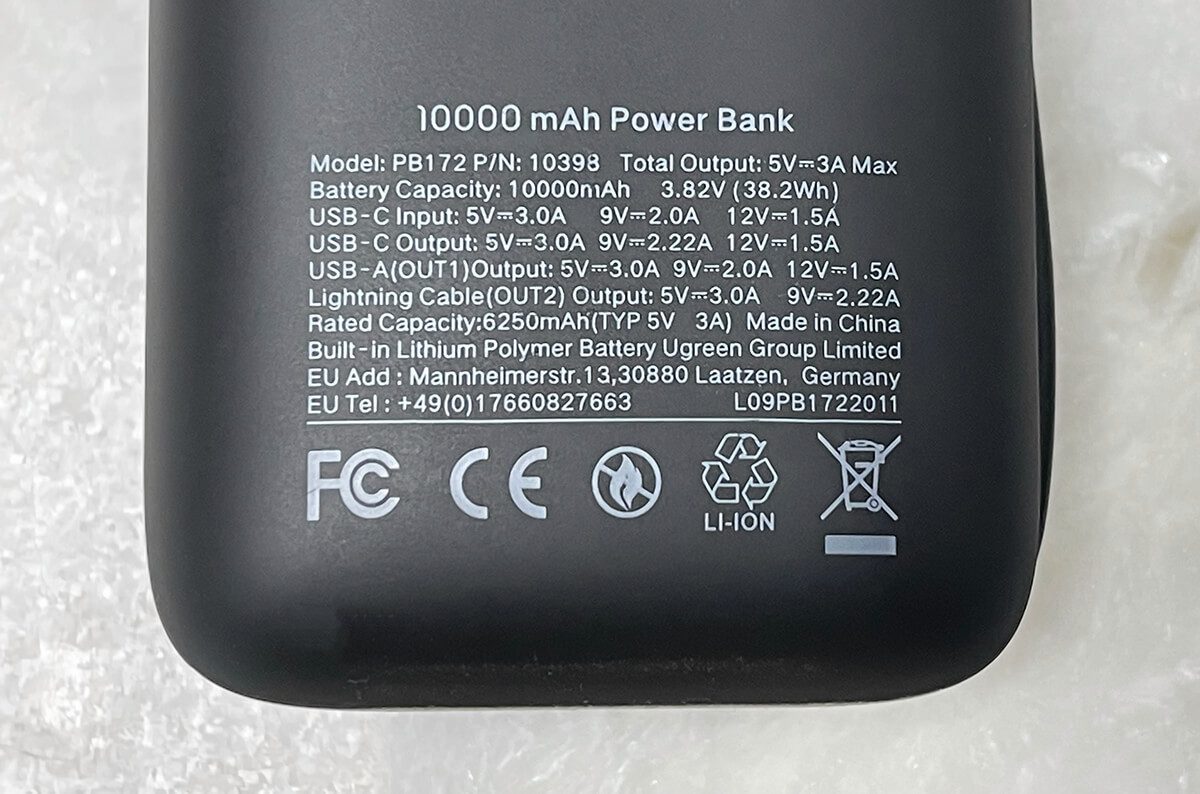 10000 mAh Power Bank
Model: PB172 P/N: 10398 Total Output: 5V⎓3A Max
Battery Capacity: 10000mAh 3.82V (38.2Wh)
USB-C Input: 5V⎓3.0A 9V⎓2.0A 12V⎓1.5A
USB-C Output: 5V⎓3.0A 9V⎓2.22A 12V⎓1.5A
USB-A(OUT1)Output: 5V⎓3.0A 9V⎓2.0A 12V⎓1.5A
Lightning Cable(OUT2) Output: 5V⎓3.0A 9V⎓2.22A
Rated Capacity:6250mAh(TYP 5V 3A) Made in China
Built-in Lithium Polymer Battery Ugreen Group Limited
EU Add : Mannheimerstr.13,30880 Laatzen, Germany
EU Tel : +49(0)17660827663 L09PB1722011
FC CE
LI-ION